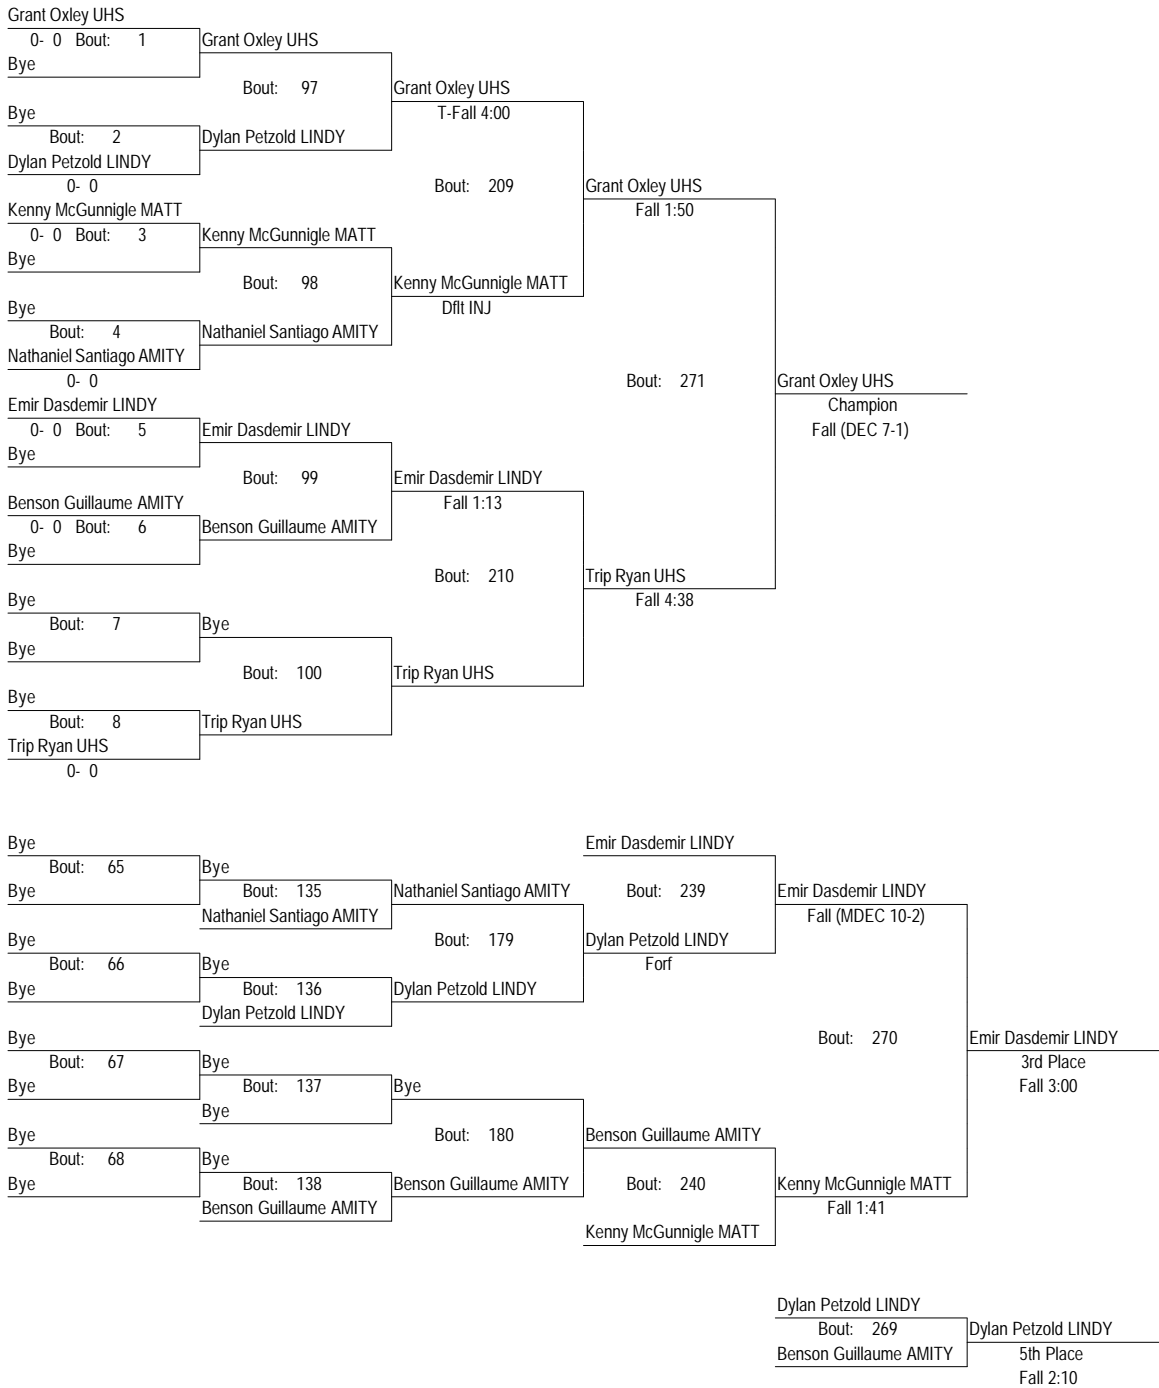 Grant Oxley UHS
0- 0 Bout: 1 Grant Oxley UHS
Bye
Bout: 97 Grant Oxley UHS
Bye T-Fall 4:00
Bout: 2 Dylan Petzold LINDY
Dylan Petzold LINDY
0- 0 Bout: 209 Grant Oxley UHS
Kenny McGunnigle MATT Fall 1:50
0- 0 Bout: 3 Kenny McGunnigle MATT
Bye
Bout: 98 Kenny McGunnigle MATT
Bye Dflt INJ
Bout: 4 Nathaniel Santiago AMITY
Nathaniel Santiago AMITY
0- 0 Bout: 271 Grant Oxley UHS
Emir Dasdemir LINDY Champion
0- 0 Bout: 5 Emir Dasdemir LINDY Fall (DEC 7-1)
Bye
Bout: 99 Emir Dasdemir LINDY
Benson Guillaume AMITY Fall 1:13
0- 0 Bout: 6 Benson Guillaume AMITY
Bye
Bout: 210 Trip Ryan UHS
Bye Fall 4:38
Bout: 7 Bye
Bye
Bout: 100 Trip Ryan UHS
Bye
Bout: 8 Trip Ryan UHS
Trip Ryan UHS
0- 0
Bye Emir Dasdemir LINDY
Bout: 65 Bye
Bye Bout: 135 Nathaniel Santiago AMITY Bout: 239 Emir Dasdemir LINDY
Nathaniel Santiago AMITY Fall (MDEC 10-2)
Bye Bout: 179 Dylan Petzold LINDY
Bout: 66 Bye Forf
Bye Bout: 136 Dylan Petzold LINDY
Dylan Petzold LINDY
Bye Bout: 270 Emir Dasdemir LINDY
Bout: 67 Bye 3rd Place
Bye Bout: 137 Bye Fall 3:00
Bye
Bye Bout: 180 Benson Guillaume AMITY
Bout: 68 Bye
Bye Bout: 138 Benson Guillaume AMITY Bout: 240 Kenny McGunnigle MATT
Benson Guillaume AMITY Fall 1:41
Kenny McGunnigle MATT
Dylan Petzold LINDY
Bout: 269 Dylan Petzold LINDY
Benson Guillaume AMITY 5th Place
Fall 2:10